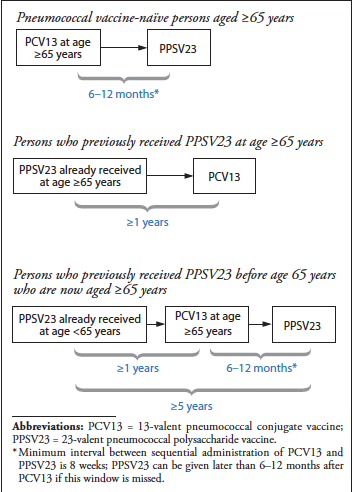 Pneumococcal vaccine-naïve persons aged ≥65 years
PCV13 at age
≥65 years
PPSV23
6–12 months*
Persons who previously received PPSV23 at age ≥65 years
PPSV23 already received
at age ≥65 years
PCV13
≥1 years
Persons who previously received PPSV23 before age 65 years
who are now aged ≥65 years
PPSV23 already received
at age <65 years
PCV13 at age
≥65 years
PPSV23
≥1 years
6–12 months*
≥5 years
Abbreviations: PCV13 = 13-valent pneumococcal conjugate vaccine;
PPSV23 = 23-valent pneumococcal polysaccharide vaccine.
* Minimum interval between sequential administration of PCV13 and
PPSV23 is 8 weeks; PPSV23 can be given later than 6–12 months after
PCV13 if this window is missed.